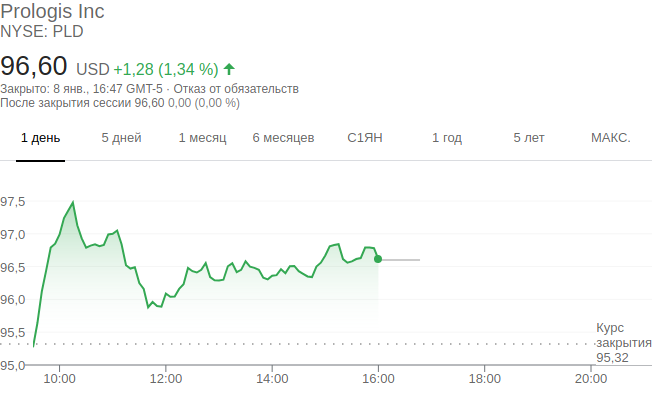 Prologis Inc
NYSE: PLD
96,60 USD +1,28 (1,34 %)
Закрыто: 8 янв., 16:47 GMT-5 · Отказ от обязательств
После закрытия сессии 96,60 0,00 (0,00 %)
1 день 5 дней 1 месяц 6 месяцев С1ЯН 1 год 5 лет МАКС.
97,5
97,0
96,5
96,0
95,5
Курс
закрытия
95,32
95,0
10:00 12:00 14:00 16:00 18:00 20:00